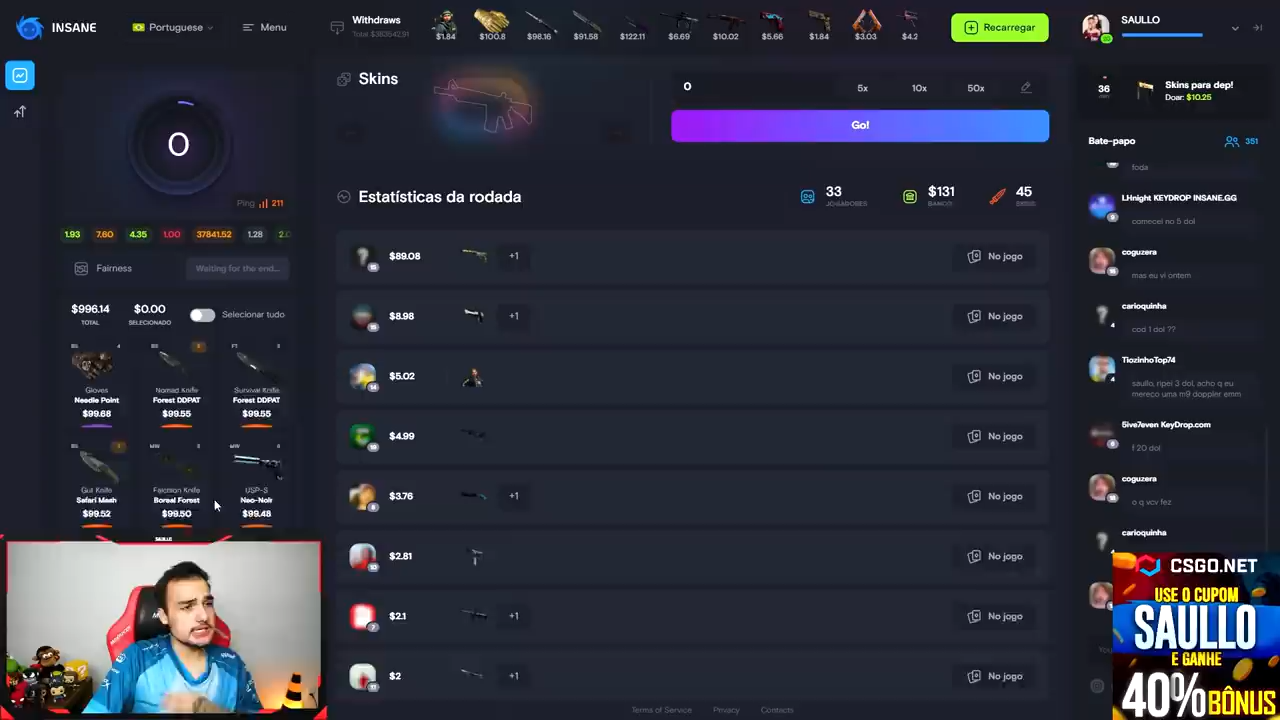 INSANE
Portuguese
Menu
Withdraws
Total $383542.91
$1.84
$100.8
$98.16
$91.58
$122.11
$6.69
$10.02
$5.66
$1.84
$3.03
$4.2
Recarregar
SAULLO
0
Ping 211
1.93 7.60 4.35 1.00 37841.52 1.28
Fairness
Waiting for the end...
$996.14
TOTAL
$0.00
SELECIONADO
Selecionar tudo
Gloves
Needle Point
$99.68
Nomad Knife
Forest DDPAT
$99.55
Survival Knife
Forest DDPAT
$99.55
Gut Knife
Safari Mesh
$99.52
Falchion Knife
Boreal Forest
$99.50
USP-S
Neo-Noir
$99.48
SAULLO
Skins
0
5x
10x
50x
Go!
Estatísticas da rodada
33
JOGADORES
$131
BANCO
45
$89.08 +1 No jogo
$8.98 +1 No jogo
$5.02 No jogo
$4.99 No jogo
$3.76 +1 No jogo
$2.81 No jogo
$2.1 +1 No jogo
$2 +1 No jogo
Terms of Service
Privacy
Contacts
36
Skins para dep!
Doar: $10.25
Bate-papo
351
foda
LHnight KEYDROP INSANE.GG
comecei no 5 dol
coguzera
mas eu vi ontem
carioquinha
cod 1 dol ??
TiozinhoTop74
saullo, ripei 3 dol, acho q eu
mereco uma m9 doppler emm
5ive7even KeyDrop.com
f 20 dol
coguzera
o q vcv fez
carioquinha
CSGO.NET
USE O CUPOM
SAULLO
E GANHE
40% BÔNUS